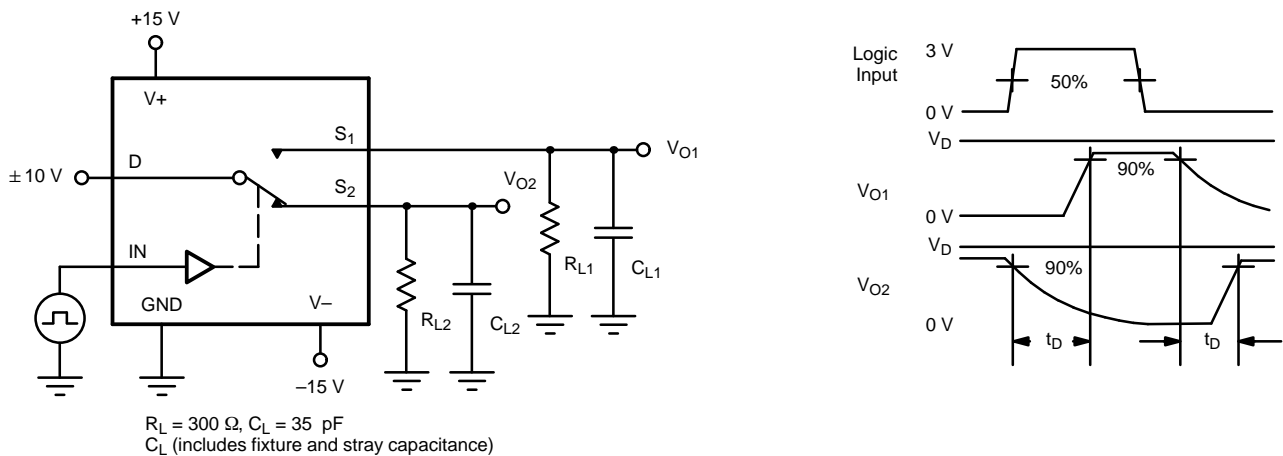 +15 V
V+
S1
VO1
D
± 10 V
S2
VO2
IN
RL1
CL1
GND
V–
RL2
CL2
–15 V
RL = 300 Ω, CL = 35 pF
CL (includes fixture and stray capacitance)
Logic
Input
3 V
50%
0 V
VD
90%
VO1
0 V
VD
90%
VO2
0 V
tD
tD